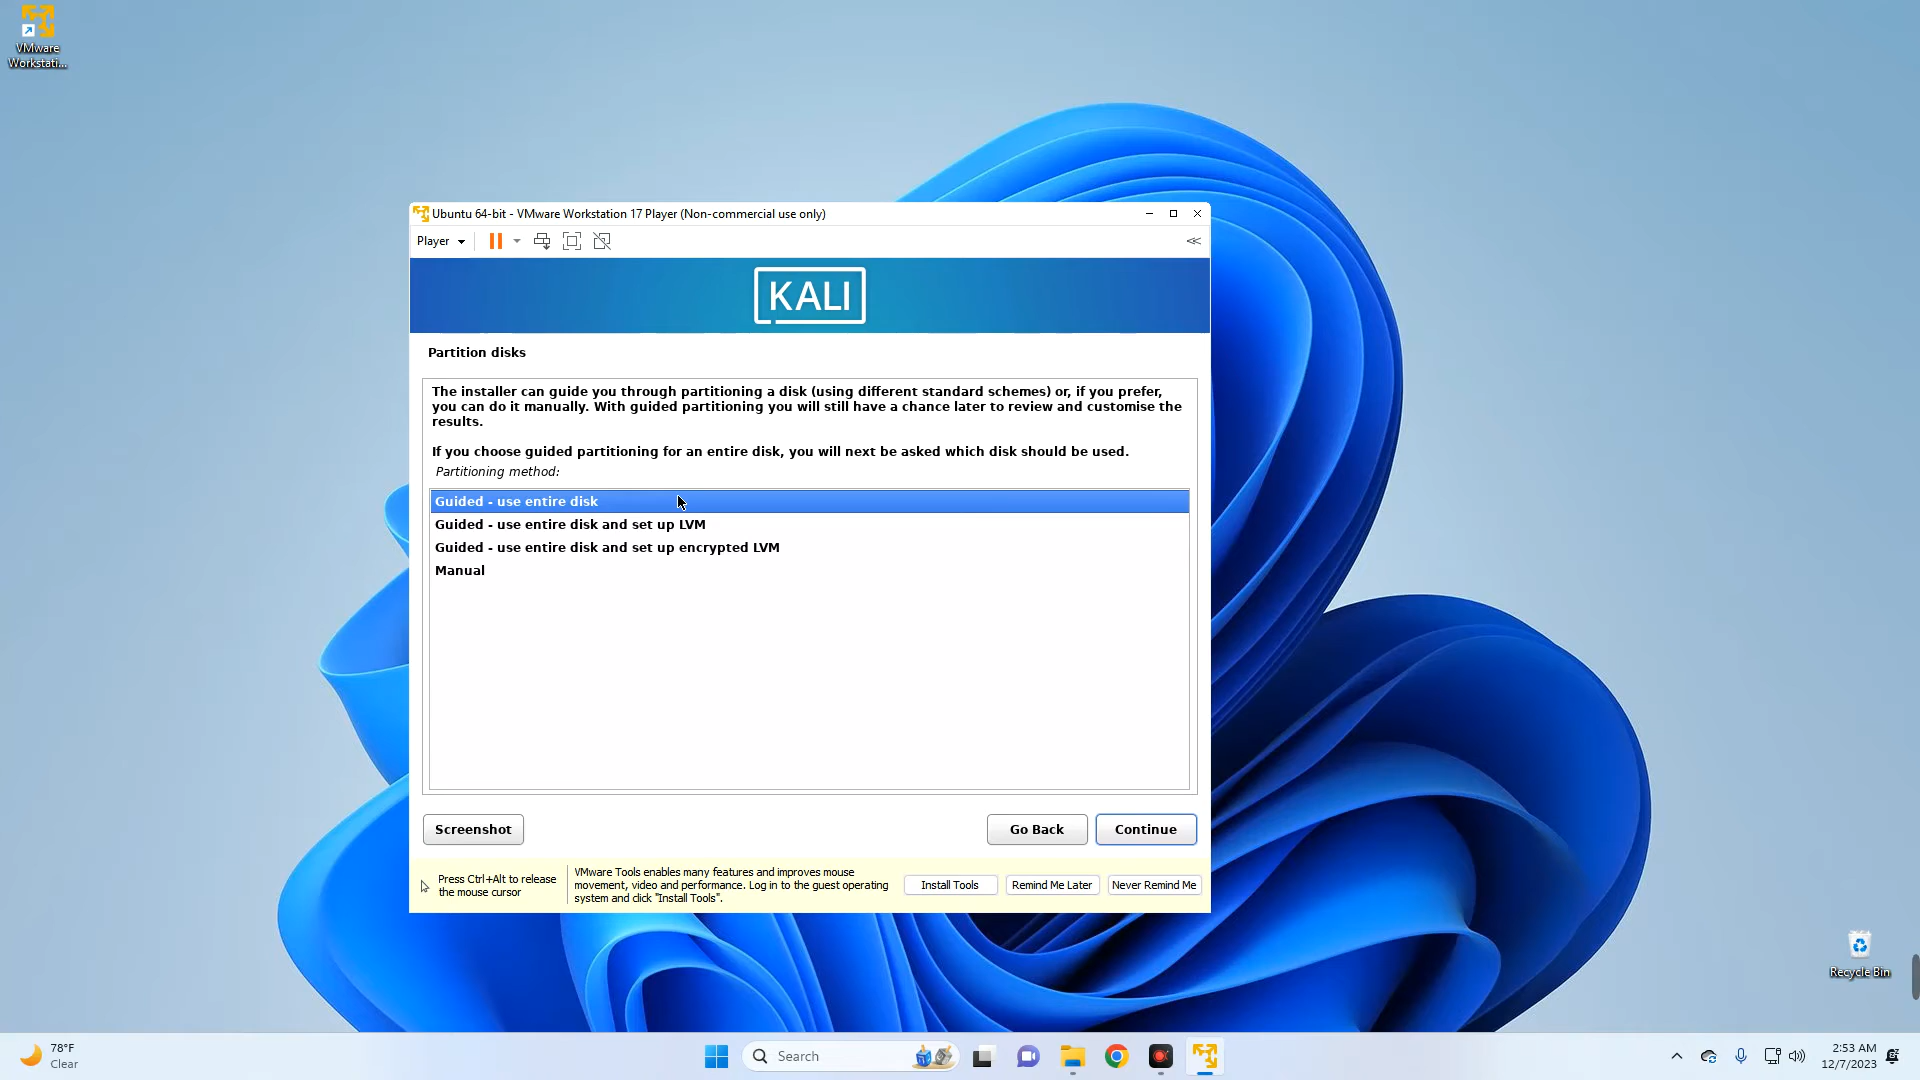 VMware
Workstati...
Ubuntu 64-bit - VMware Workstation 17 Player (Non-commercial use only)
Player
KALI
Partition disks
The installer can guide you through partitioning a disk (using different standard schemes) or, if you prefer,
you can do it manually. With guided partitioning you will still have a chance later to review and customise the
results.
If you choose guided partitioning for an entire disk, you will next be asked which disk should be used.
Partitioning method:
Guided - use entire disk
Guided - use entire disk and set up LVM
Guided - use entire disk and set up encrypted LVM
Manual
Screenshot
Go Back
Continue
Press Ctrl+Alt to release
the mouse cursor
VMware Tools enables many features and improves mouse
movement, video and performance. Log in to the guest operating
system and click "Install Tools".
Install Tools
Remind Me Later
Never Remind Me
Recycle Bin
78°F
Clear
Search
2:53 AM
12/7/2023